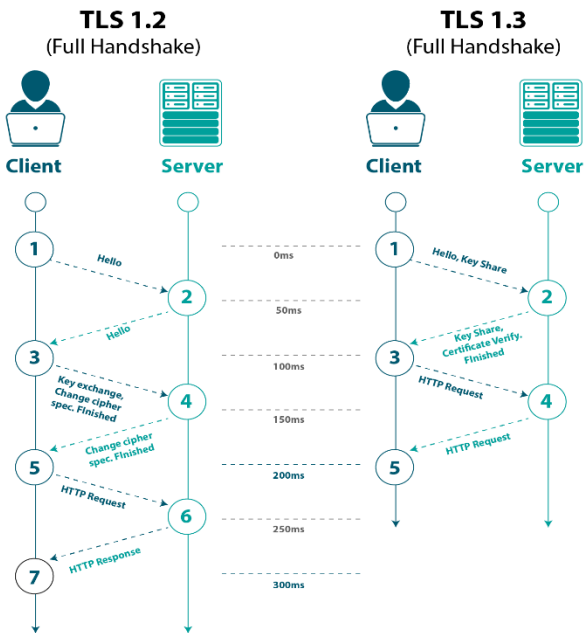 TLS 1.2
(Full Handshake)
TLS 1.3
(Full Handshake)
Client
Server
Client
Server
1
Hello
2
Hello
3
Key exchange,
Change cipher
spec. FInished
4
Change cipher
spec. FInished
5
HTTP Request
6
HTTP Response
7
0ms
50ms
100ms
150ms
200ms
250ms
300ms
1
Hello, Key Share
2
Key Share,
Certificate Verify.
FInished
3
HTTP Request
4
HTTP Request
5